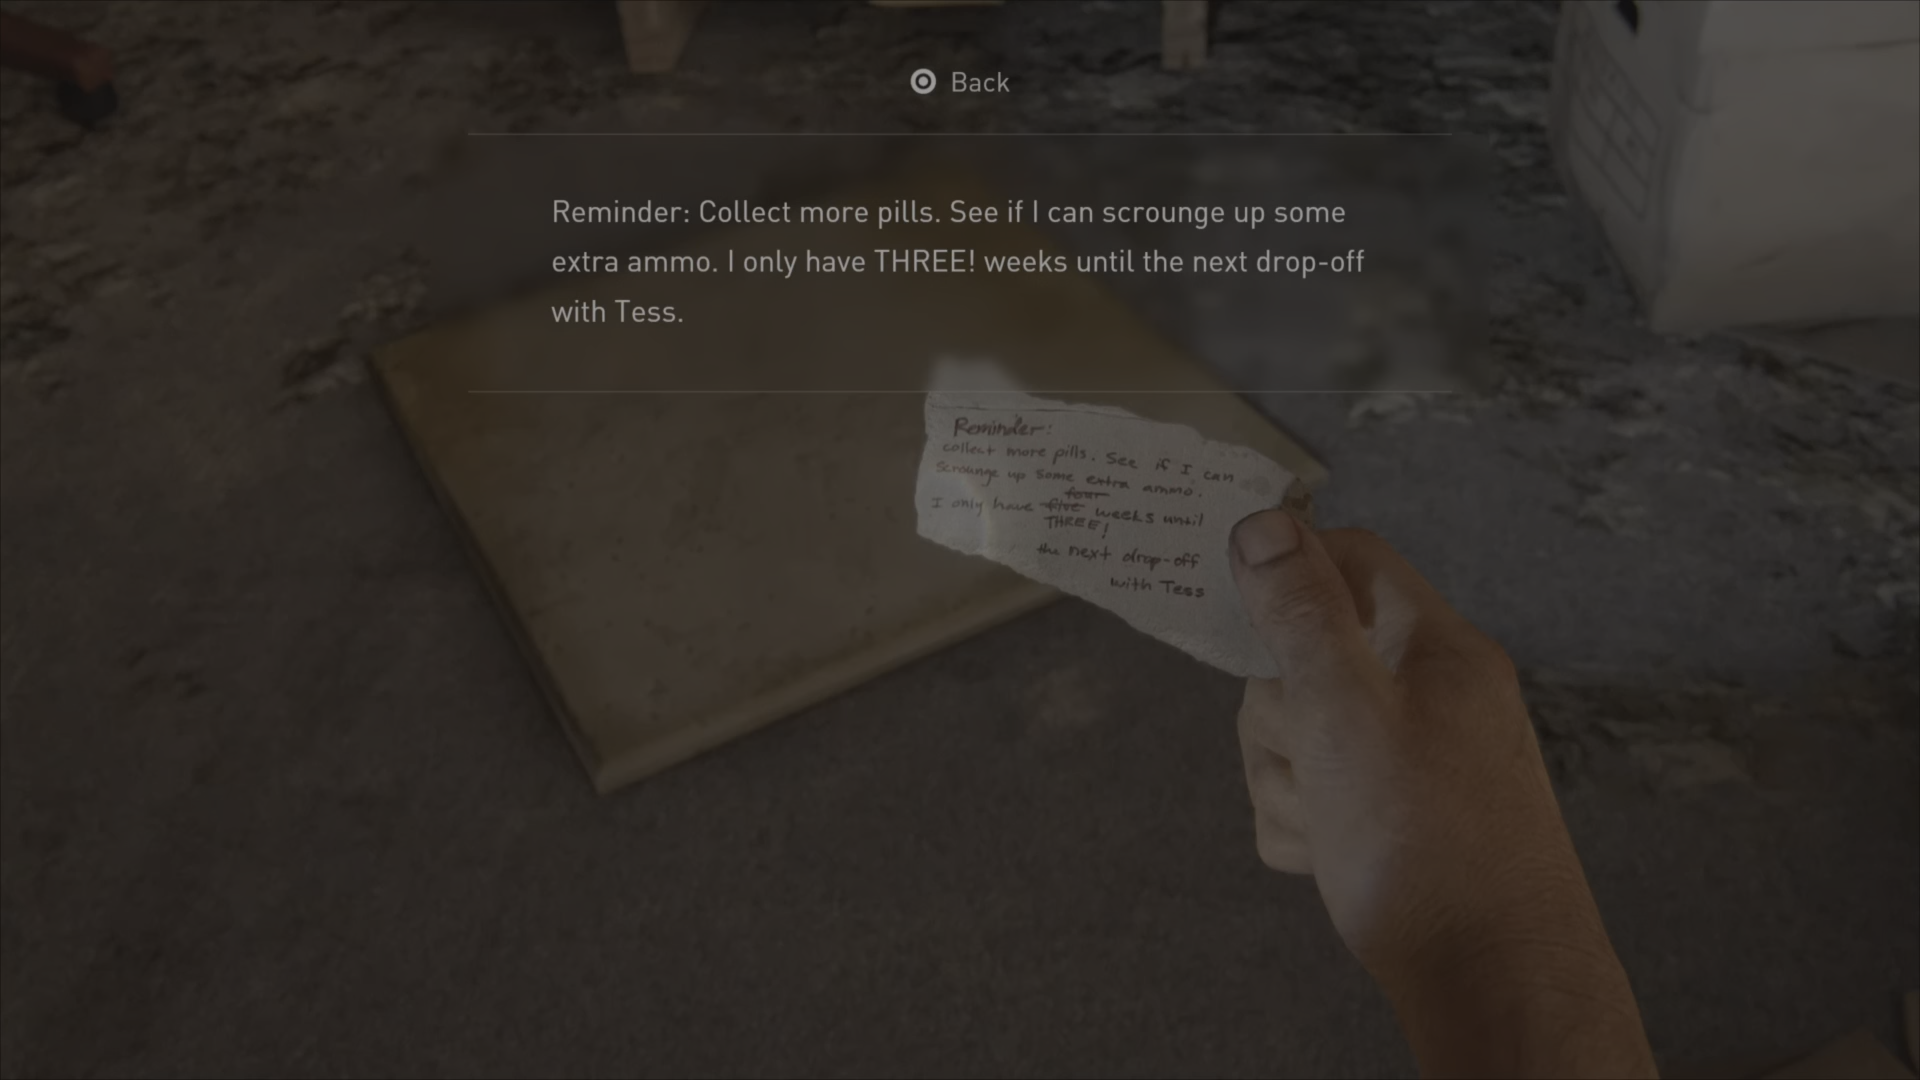 Back
Reminder: Collect more pills. See if I can scrounge up some
extra ammo. I only have THREE! weeks until the next drop-off
with Tess.
Reminder:
collect more pills. See if I can
scrounge up some extra ammo.
four
I only have five weeks until
THREE!
the next drop-off
with Tess